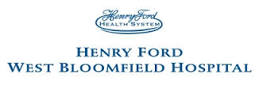 Henry Ford
HEALTH SYSTEM
HENRY FORD
WEST BLOOMFIELD HOSPITAL